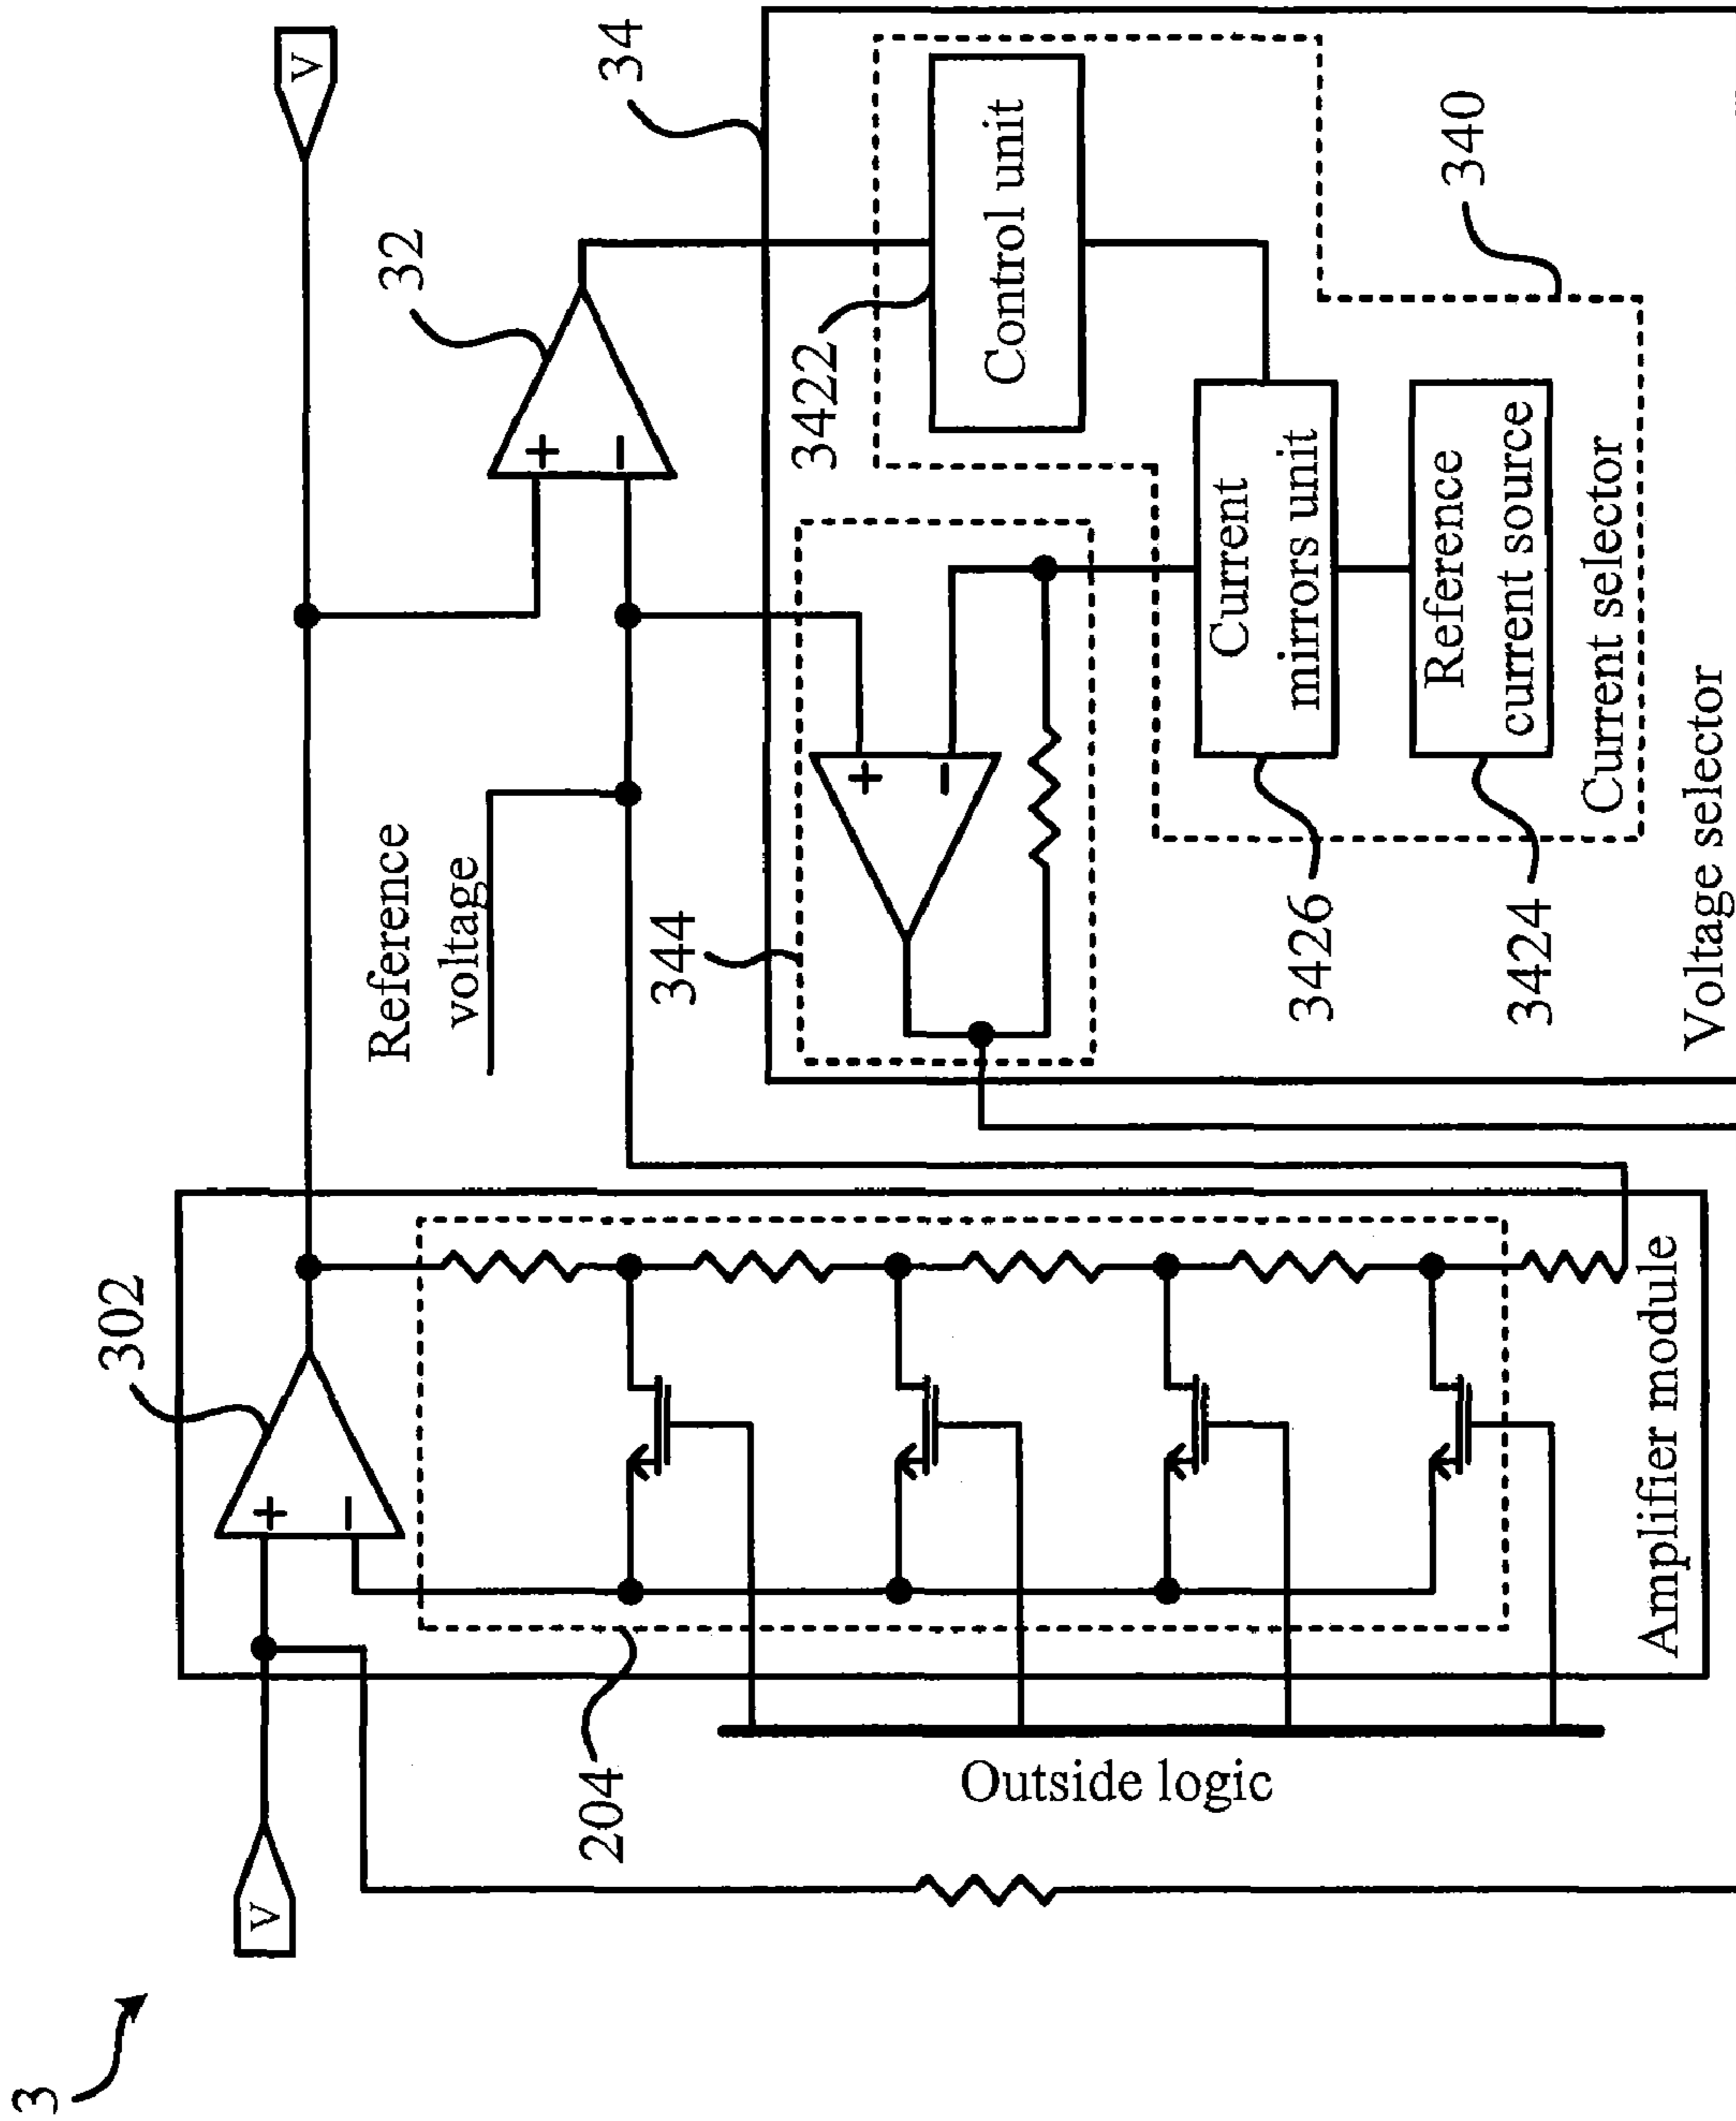 3
V
302
+
−
204
Outside logic
Amplifier module
Reference
voltage
V
32
+
−
34
344
+
−
3422
Control unit
3426
Current
mirrors unit
3424
Reference
current source
Current selector
340
Voltage selector